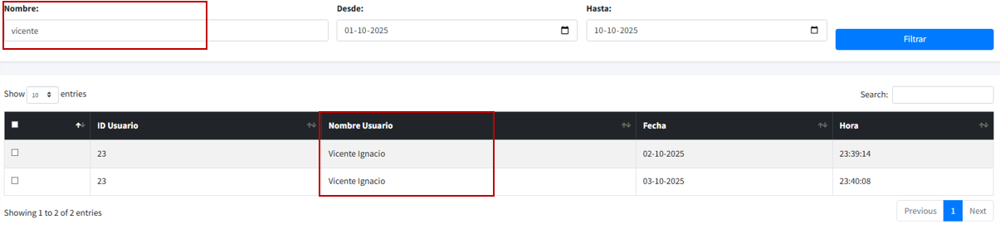 Nombre: Desde: Hasta:
vicente 01-10-2025 10-10-2025 Filtrar
Show 10 entries Search:
ID Usuario Nombre Usuario Fecha Hora
23 Vicente Ignacio 02-10-2025 23:39:14
23 Vicente Ignacio 03-10-2025 23:40:08
Showing 1 to 2 of 2 entries Previous 1 Next